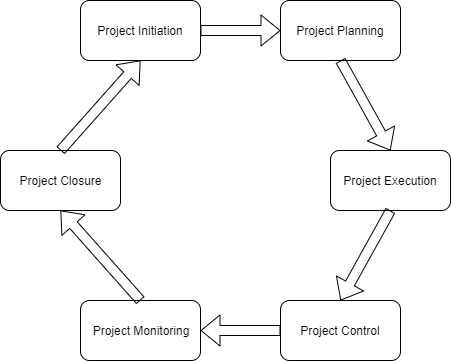 Project Initiation
Project Planning
Project Execution
Project Control
Project Monitoring
Project Closure